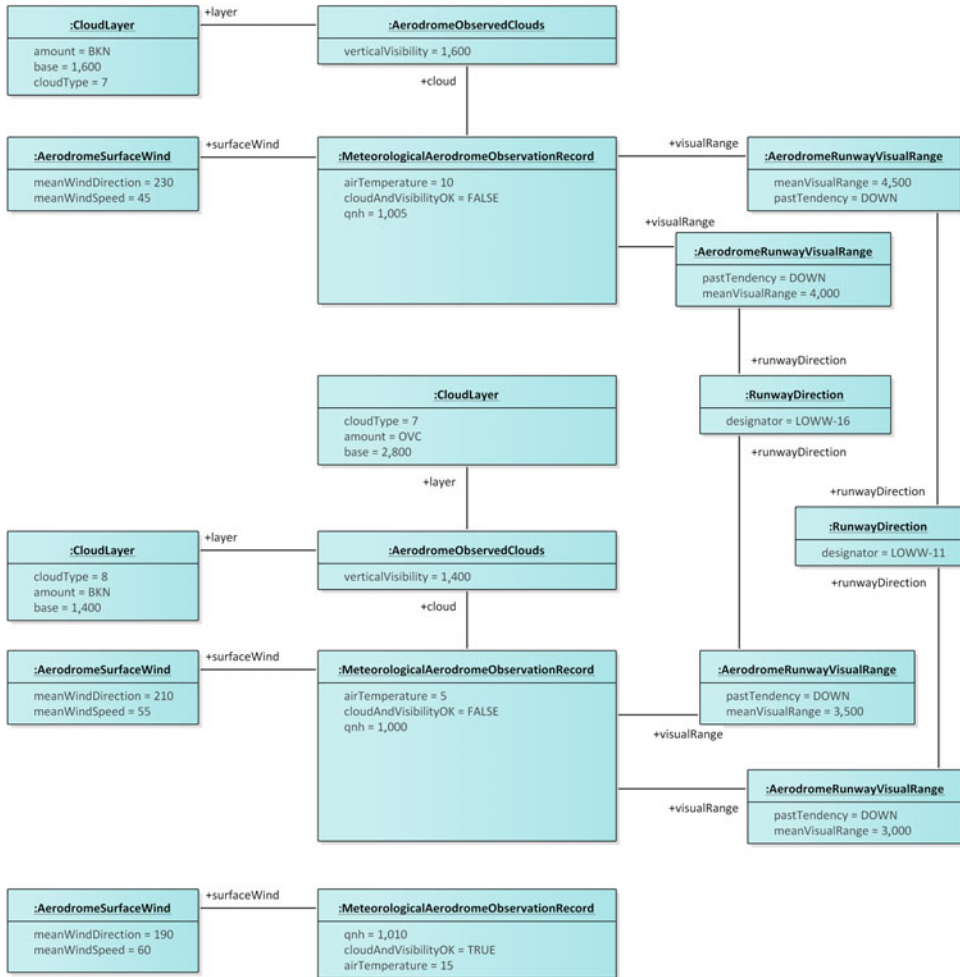 +layer
:CloudLayer
amount = BKN
base = 1,600
cloudType = 7
:AerodromeObservedClouds
verticalVisibility = 1,600
+cloud
:AerodromeSurfaceWind
meanWindDirection = 230
meanWindSpeed = 45
+surfaceWind
:MeteorologicalAerodromeObservationRecord
airTemperature = 10
cloudAndVisibilityOK = FALSE
qnh = 1,005
+visualRange
:AerodromeRunwayVisualRange
meanVisualRange = 4,500
pastTendency = DOWN
+visualRange
:AerodromeRunwayVisualRange
pastTendency = DOWN
meanVisualRange = 4,000
+runwayDirection
:RunwayDirection
designator = LOWW-16
+runwayDirection
:CloudLayer
cloudType = 7
amount = OVC
base = 2,800
+layer
+runwayDirection
:RunwayDirection
designator = LOWW-11
+runwayDirection
:CloudLayer
cloudType = 8
amount = BKN
base = 1,400
+layer
:AerodromeObservedClouds
verticalVisibility = 1,400
+cloud
:AerodromeSurfaceWind
meanWindDirection = 210
meanWindSpeed = 55
+surfaceWind
:MeteorologicalAerodromeObservationRecord
airTemperature = 5
cloudAndVisibilityOK = FALSE
qnh = 1,000
:AerodromeRunwayVisualRange
pastTendency = DOWN
meanVisualRange = 3,500
+visualRange
:AerodromeRunwayVisualRange
pastTendency = DOWN
meanVisualRange = 3,000
+visualRange
:AerodromeSurfaceWind
meanWindDirection = 190
meanWindSpeed = 60
+surfaceWind
:MeteorologicalAerodromeObservationRecord
qnh = 1,010
cloudAndVisibilityOK = TRUE
airTemperature = 15